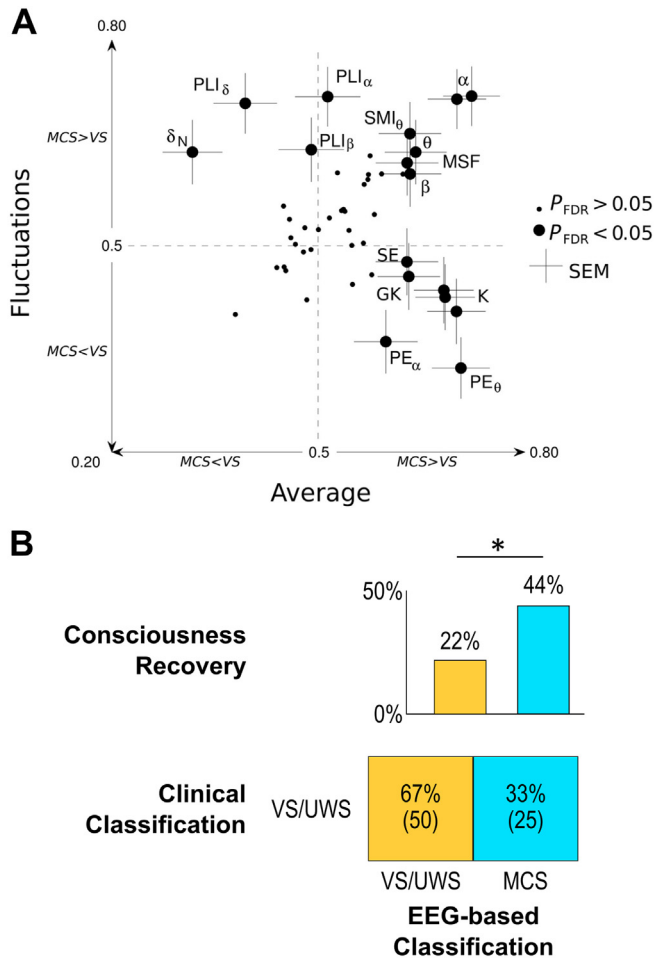 A
0.80
PLIδ
PLIα
α
SMIθ
MCS>VS
δN
PLIβ
θ
MSF
β
PFDR > 0.05
PFDR < 0.05
SEM
Fluctuations
0.5
SE
GK
K
MCS<VS
PEα
PEθ
0.20
MCS<VS
0.5
MCS>VS
0.80
Average
B
*
50%
44%
Consciousness
Recovery
22%
0%
Clinical
Classification
VS/UWS
67%
(50)
33%
(25)
VS/UWS
MCS
EEG-based
Classification